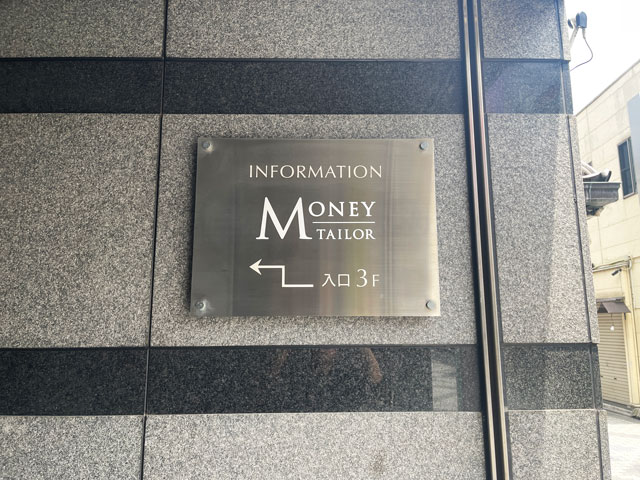 INFORMATION
MONEY
TAILOR
入口 3F